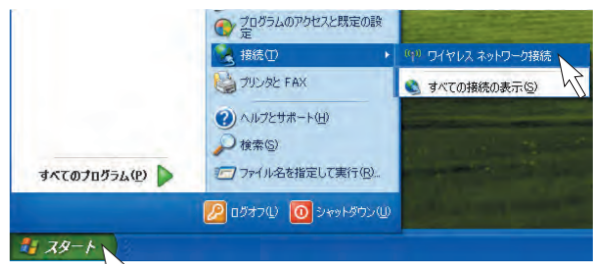 プログラムのアクセスと既定の設
定
接続(T)
ワイヤレス ネットワーク接続
すべての接続の表示(S)
プリンタと FAX
ヘルプとサポート(H)
検索(S)
ファイル名を指定して実行(R)...
すべてのプログラム(P)
ログオフ(L)
シャットダウン(U)
スタート